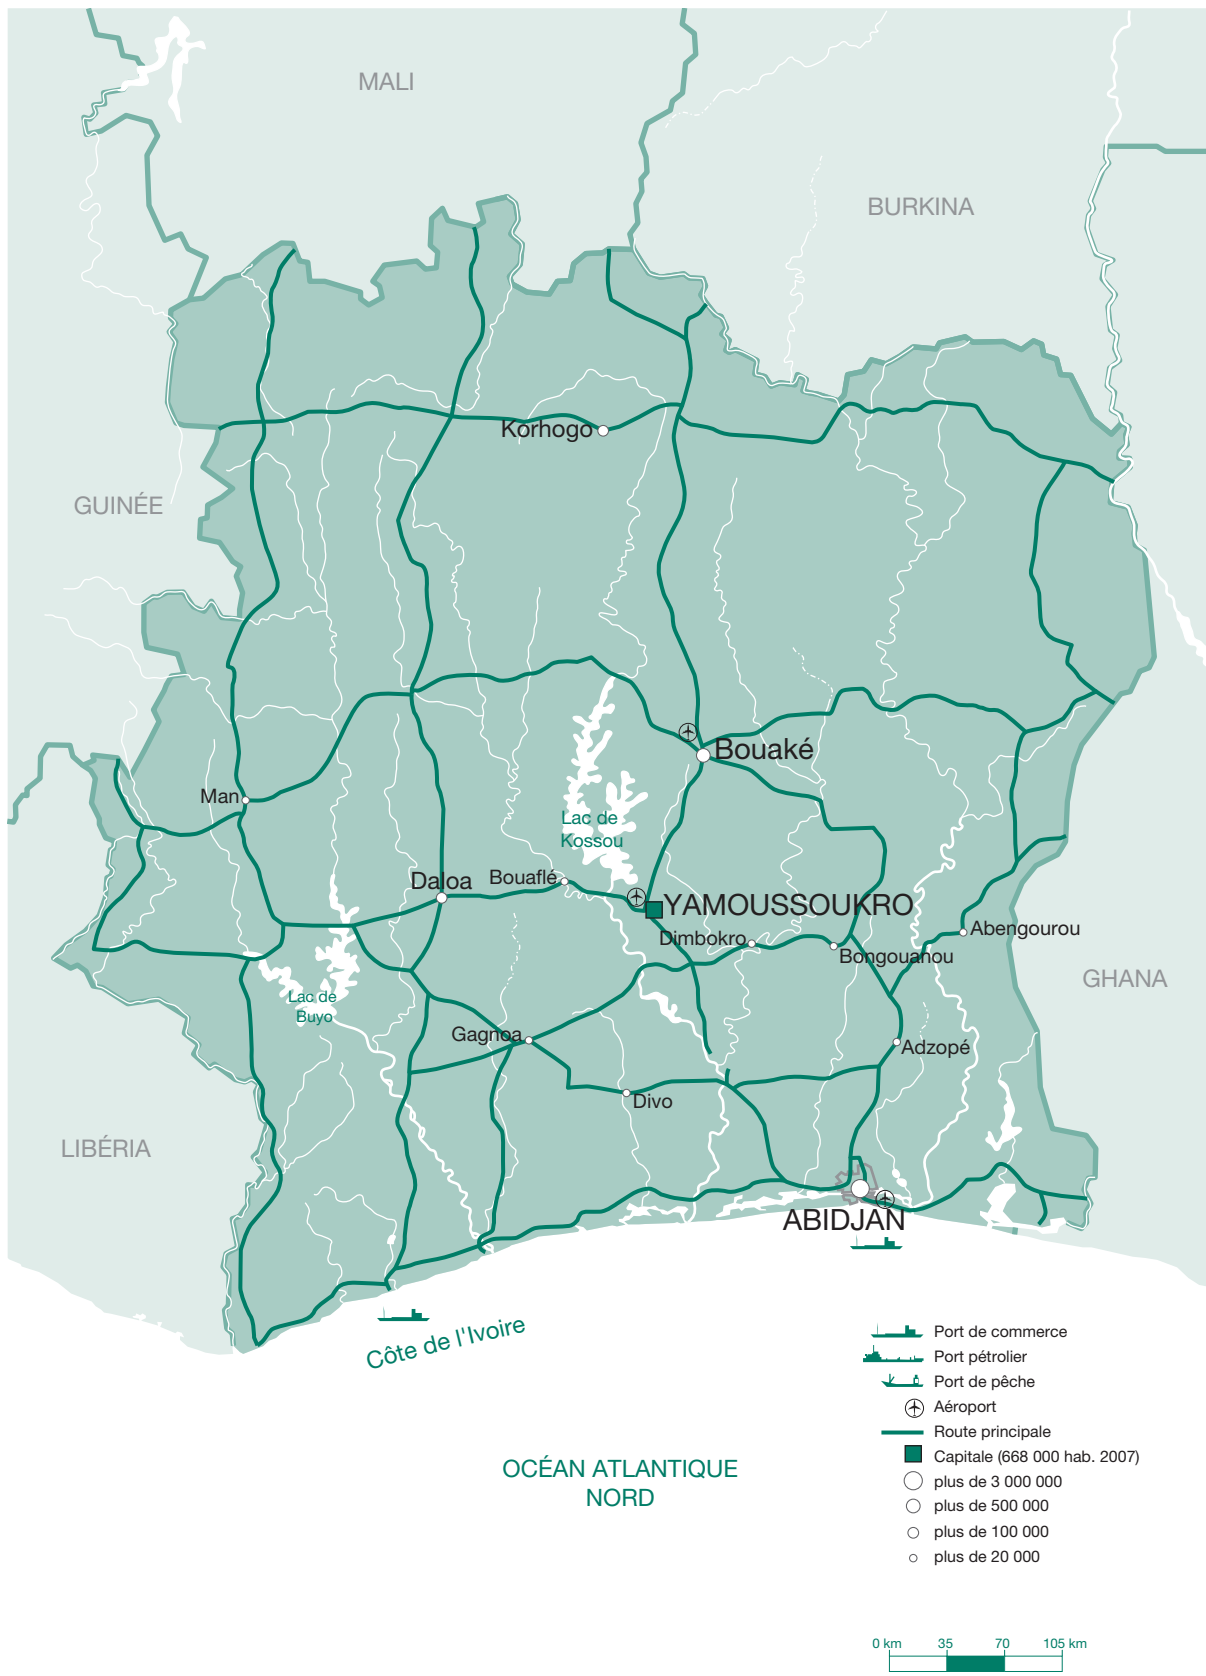 MALI
BURKINA
Korhogo
GUINÉE
Bouaké
Man
Lac de
Kossou
Daloa
Bouaflé
YAMOUSSOUKRO
Dimbokro
Abengourou
Bongouanou
GHANA
Lac de
Buyo
Gagnoa
Adzopé
Divo
LIBÉRIA
ABIDJAN
Côte de l'Ivoire
Port de commerce
Port pétrolier
Port de pêche
Aéroport
Route principale
Capitale (668 000 hab. 2007)
plus de 3 000 000
plus de 500 000
plus de 100 000
plus de 20 000
OCÉAN ATLANTIQUE
NORD
0 km 35 70 105 km